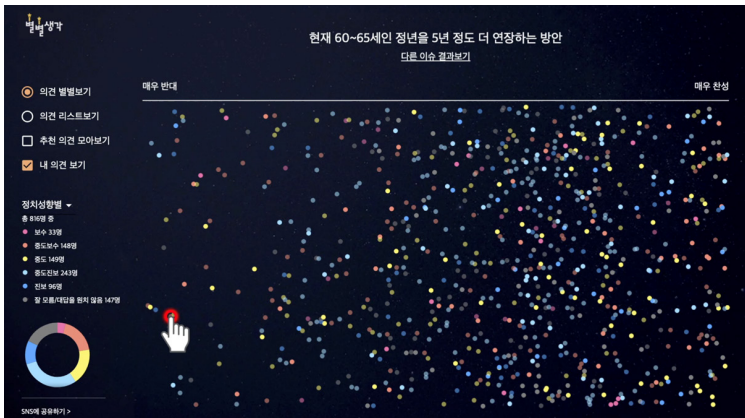 별별생각
현재 60~65세인 정년을 5년 정도 더 연장하는 방안
다른 이슈 결과보기
의견 별별보기
의견 리스트보기
추천 의견 모아보기
내 의견 보기
매우 반대
매우 찬성
정치성향별
총 816명 중
보수 33명
중도보수 148명
중도 149명
중도진보 243명
진보 96명
잘 모름/대답을 원치 않음 147명
SNS에 공유하기 >